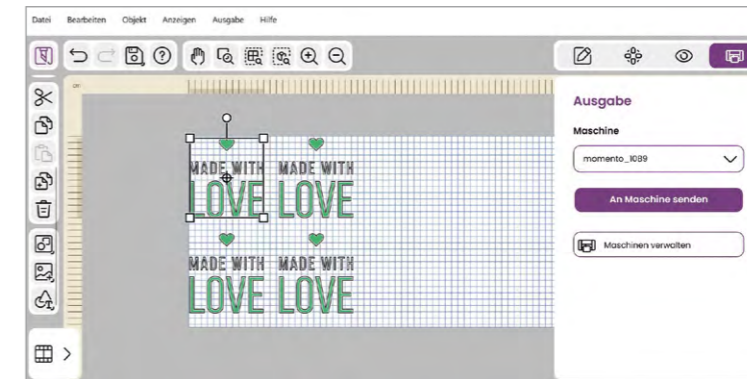 Datei Bearbeiten Objekt Anzeigen Ausgabe Hilfe
cm
Ausgabe
Maschine
momento_1089
An Maschine senden
Maschinen verwalten
MADE WITH MADE WITH
LOVE LOVE
MADE WITH MADE WITH
LOVE LOVE